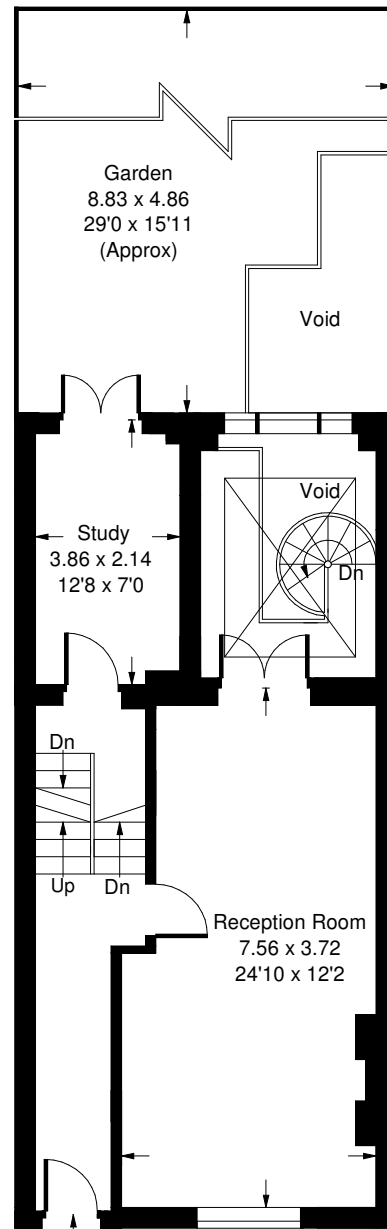 Garden
8.83 x 4.86
29'0 x 15'11
(Approx)
Void
Void
Study
3.86 x 2.14
12'8 x 7'0
Dn
Dn
Up
Dn
Reception Room
7.56 x 3.72
24'10 x 12'2